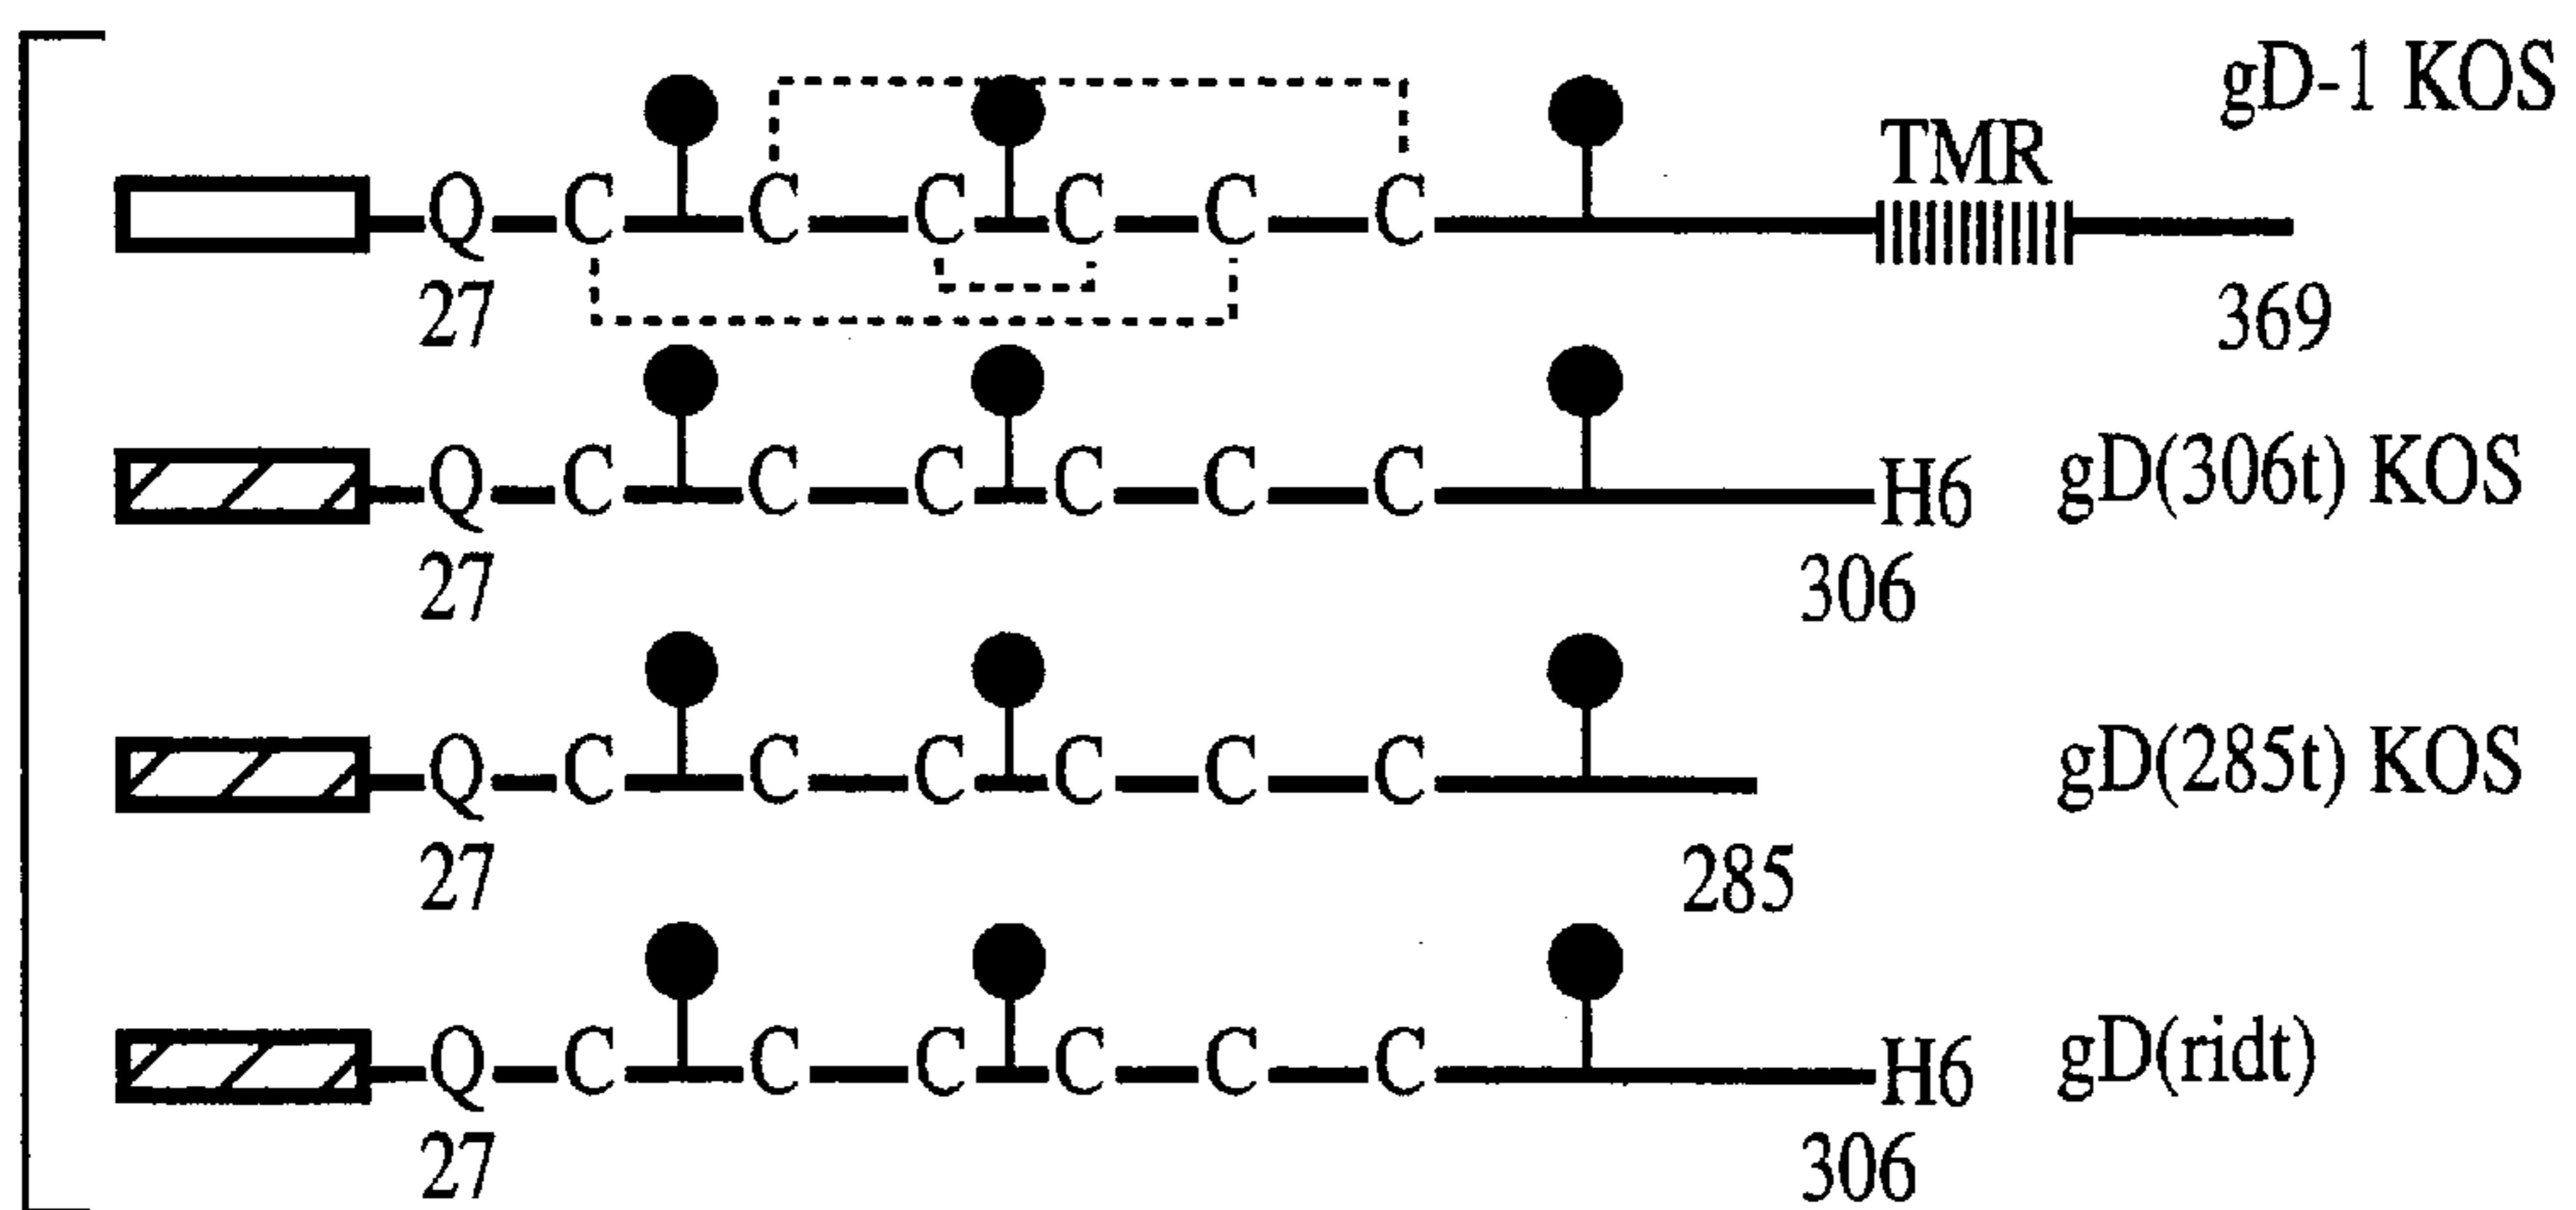 gD-1 KOS
TMR
Q C C C C C C
27 369
Q C C C C C C H6 gD(306t) KOS
27 306
Q C C C C C C gD(285t) KOS
27 285
Q C C C C C C H6 gD(ridt)
27 306